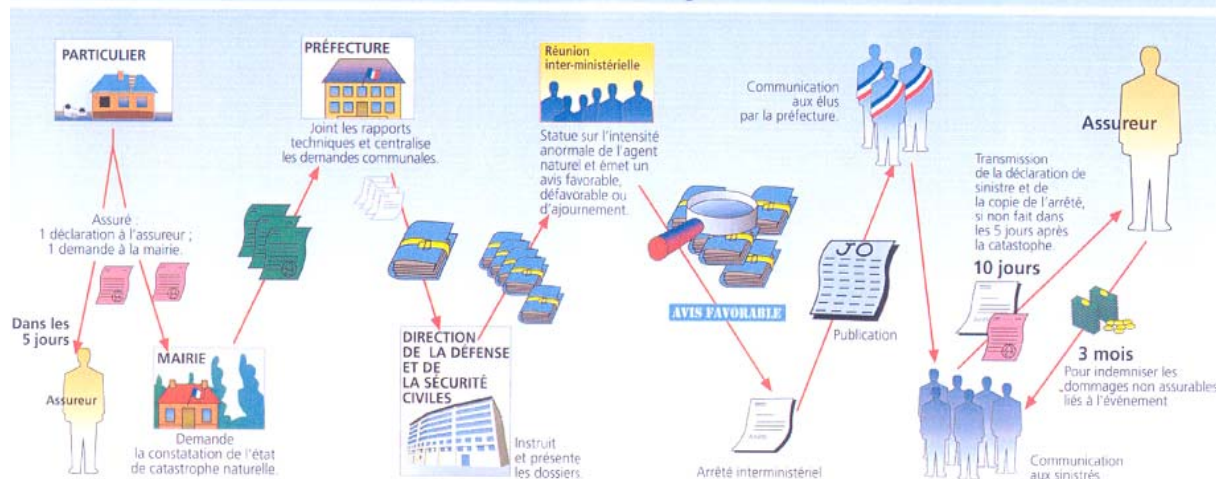 PARTICULIER
Assuré :
1 déclaration à l'assureur ;
1 demande à la mairie.
Dans les
5 jours
Assureur
MAIRIE
Demande
la constatation de l'état
de catastrophe naturelle.
PRÉFECTURE
Joint les rapports
techniques et centralise
les demandes communales.
DIRECTION
DE LA DÉFENSE
ET DE
LA SÉCURITÉ
CIVILES
Instruit
et présente
les dossiers.
Réunion
inter-ministérielle
Statue sur l'intensité
anormale de l'agent
naturel et émet un
avis favorable,
défavorable ou
d'ajournement.
AVIS FAVORABLE
Arrêté interministériel
JO
Publication
Communication
aux élus
par la préfecture.
Communication
aux sinistrés
Transmission
de la déclaration de
sinistre et de
la copie de l'arrêté,
si non fait dans
les 5 jours après
la catastrophe.
10 jours
Assureur
3 mois
Pour indemniser les
dommages non assurables
liés à l'événement